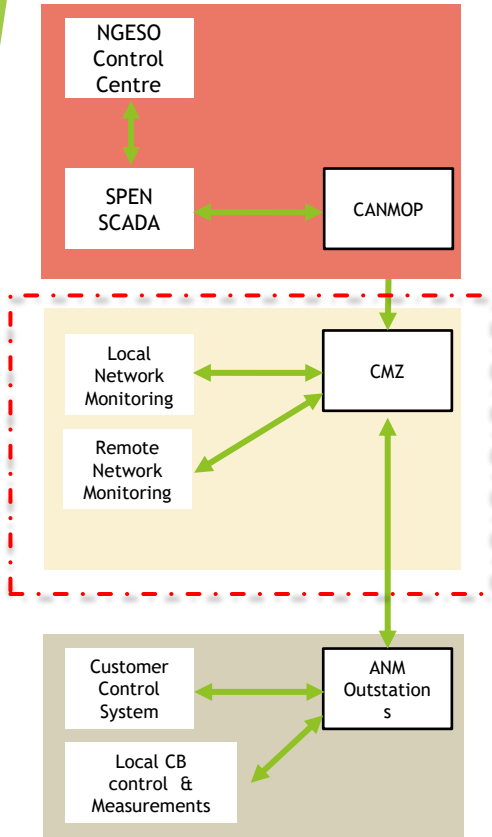 NGESO
Control
Centre
SPEN
SCADA
CANMOP
Local
Network
Monitoring
CMZ
Remote
Network
Monitoring
Customer
Control
System
ANM
Outstation
s
Local CB
control & 
Measurements